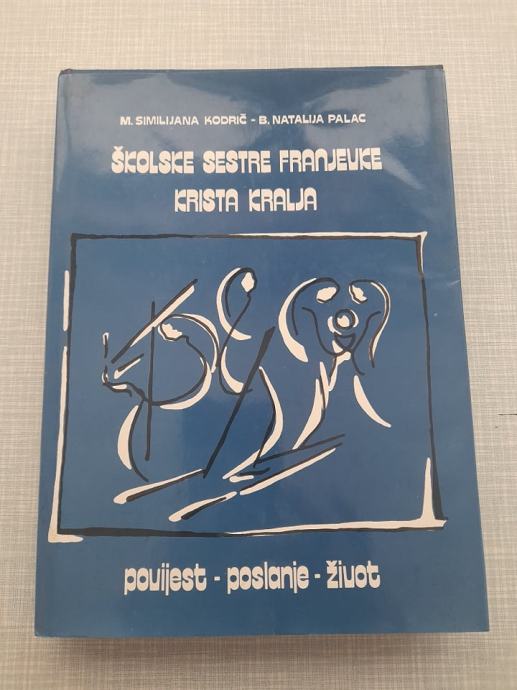 M. SIMILIJANA KODRIČ - B. NATALIJA PALAC
ŠKOLSKE SESTRE FRANJEVKE
KRISTA KRALJA
povijest - poslanje - život